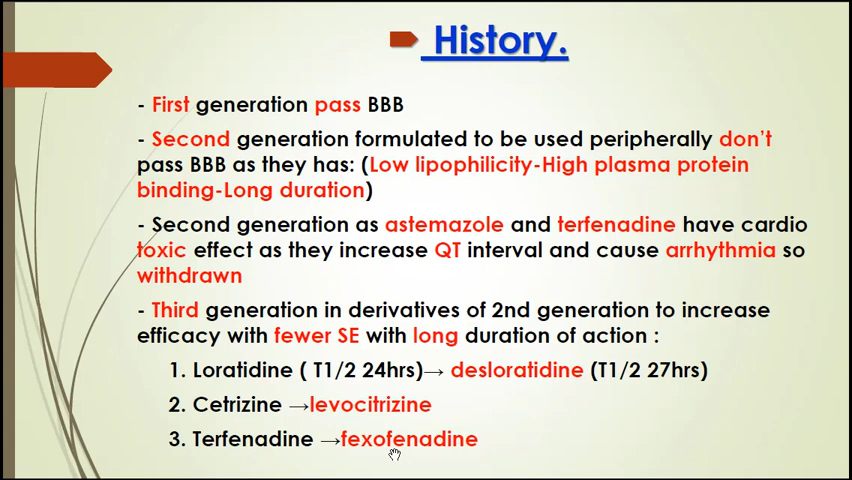 History.
- First generation pass BBB
- Second generation formulated to be used peripherally don't
pass BBB as they has: (Low lipophilicity-High plasma protein
binding-Long duration)
- Second generation as astemazole and terfenadine have cardio
toxic effect as they increase QT interval and cause arrhythmia so
withdrawn
- Third generation in derivatives of 2nd generation to increase
efficacy with fewer SE with long duration of action :
1. Loratidine ( T1/2 24hrs)→ desloratidine (T1/2 27hrs)
2. Cetrizine →levocitrizine
3. Terfenadine →fexofenadine